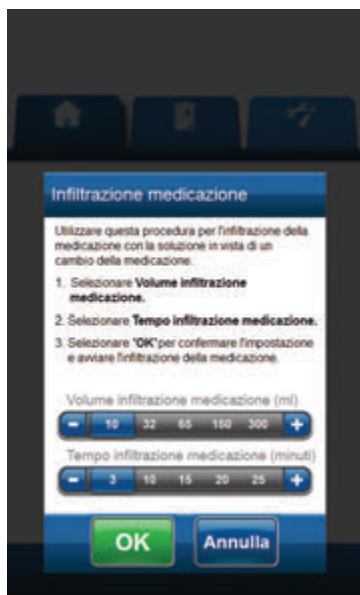 Infiltrazione medicazione
Utilizzare questa procedura per l'infiltrazione della
medicazione con la soluzione in vista di un
cambio della medicazione.
1. Selezionare Volume infiltrazione
medicazione.
2. Selezionare Tempo infiltrazione medicazione.
3. Selezionare "OK" per confermare l'impostazione
e avviare l'infiltrazione della medicazione.
Volume infiltrazione medicazione (ml)
- 10 32 65 150 300 +
Tempo infiltrazione medicazione (minuti)
- 3 10 15 20 25 +
OK Annulla